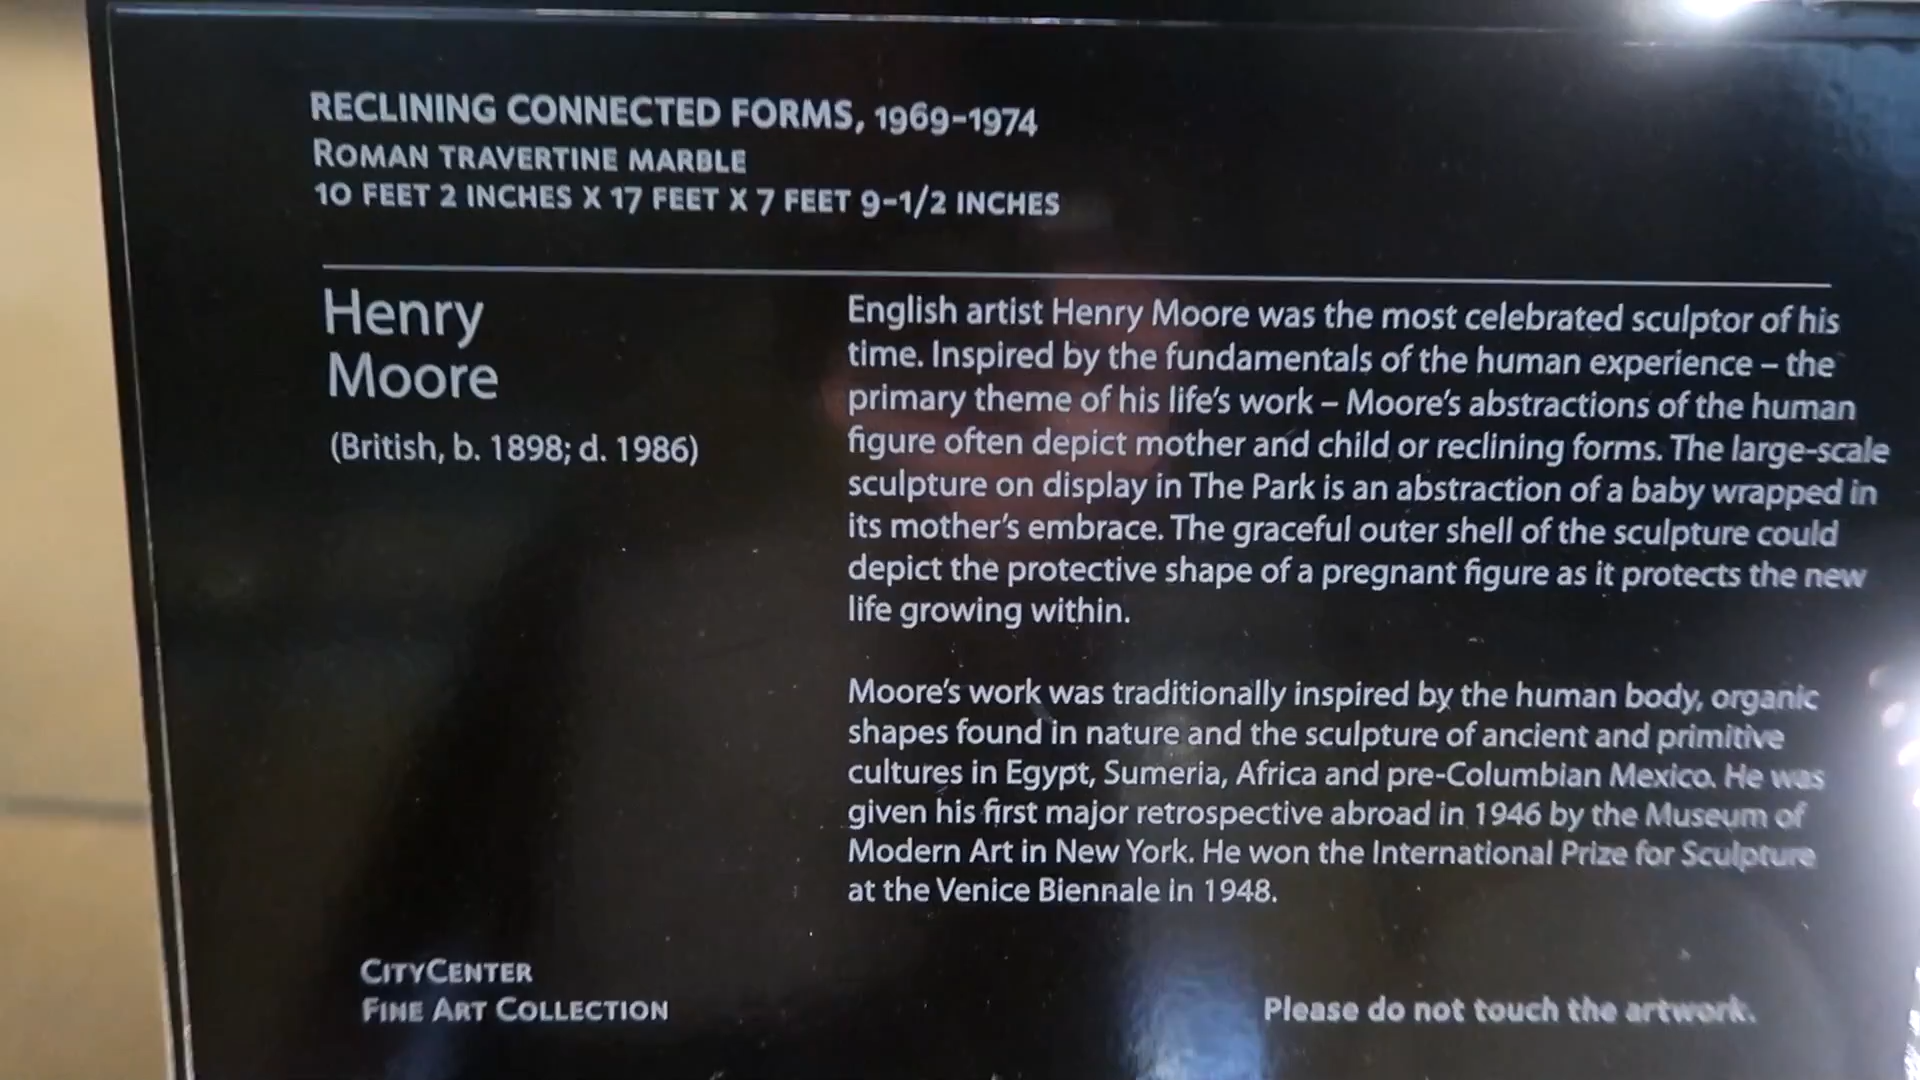 RECLINING CONNECTED FORMS, 1969-1974
ROMAN TRAVERTINE MARBLE
10 FEET 2 INCHES X 17 FEET X 7 FEET 9-1/2 INCHES
Henry
Moore
(British, b. 1898; d. 1986)
English artist Henry Moore was the most celebrated sculptor of his
time. Inspired by the fundamentals of the human experience – the
primary theme of his life's work – Moore's abstractions of the human
figure often depict mother and child or reclining forms. The large-scale
sculpture on display in The Park is an abstraction of a baby wrapped in
its mother's embrace. The graceful outer shell of the sculpture could
depict the protective shape of a pregnant figure as it protects the new
life growing within.
Moore's work was traditionally inspired by the human body, organic
shapes found in nature and the sculpture of ancient and primitive
cultures in Egypt, Sumeria, Africa and pre-Columbian Mexico. He was
given his first major retrospective abroad in 1946 by the Museum of
Modern Art in New York. He won the International Prize for Sculpture
at the Venice Biennale in 1948.
CITYCENTER
FINE ART COLLECTION
Please do not touch the artwork.